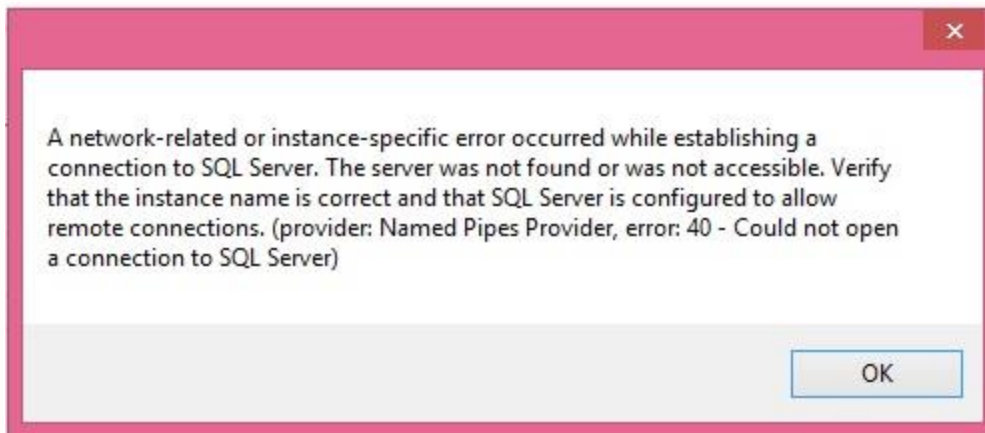 A network-related or instance-specific error occurred while establishing a
connection to SQL Server. The server was not found or was not accessible. Verify
that the instance name is correct and that SQL Server is configured to allow
remote connections. (provider: Named Pipes Provider, error: 40 - Could not open
a connection to SQL Server)
OK